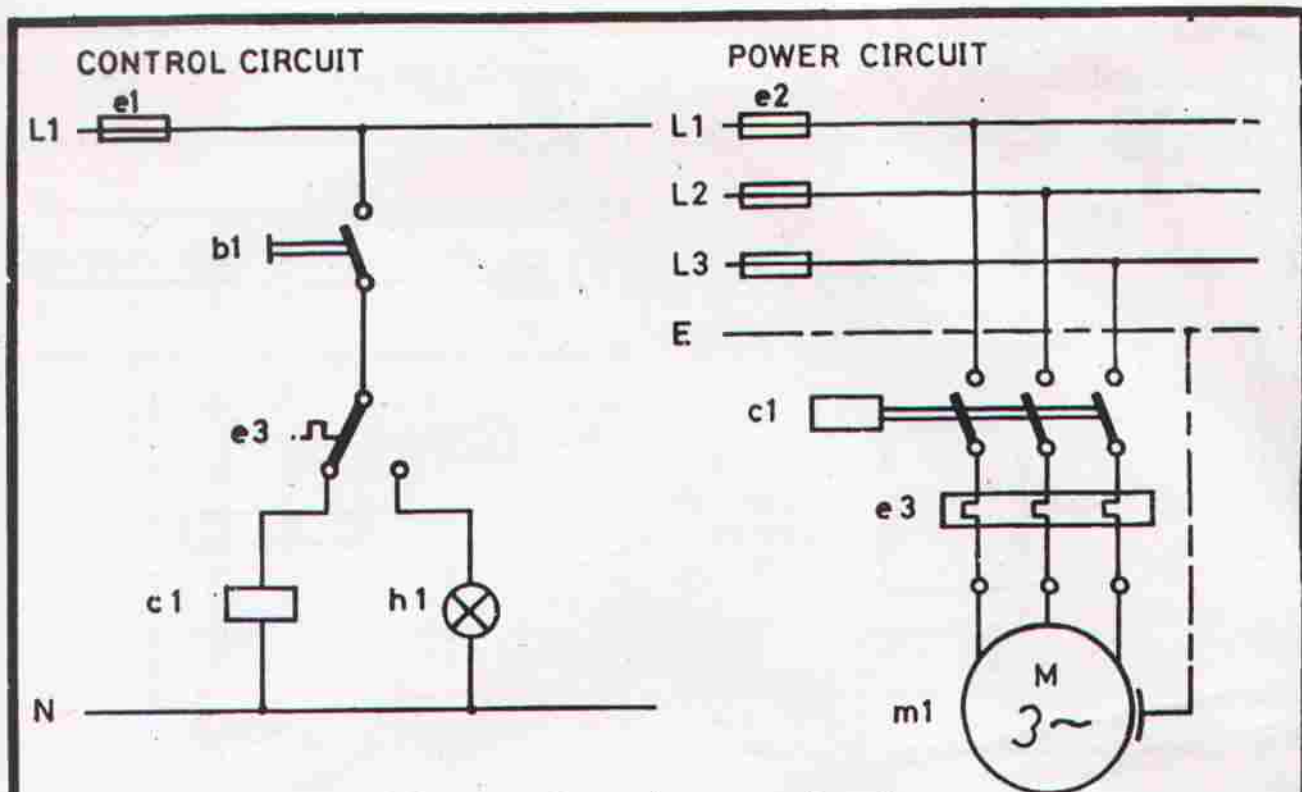 CONTROL CIRCUIT
e1
L1
b1
e3
c1
h1
N
POWER CIRCUIT
e2
L1
L2
L3
E
c1
e3
M
3~
m1